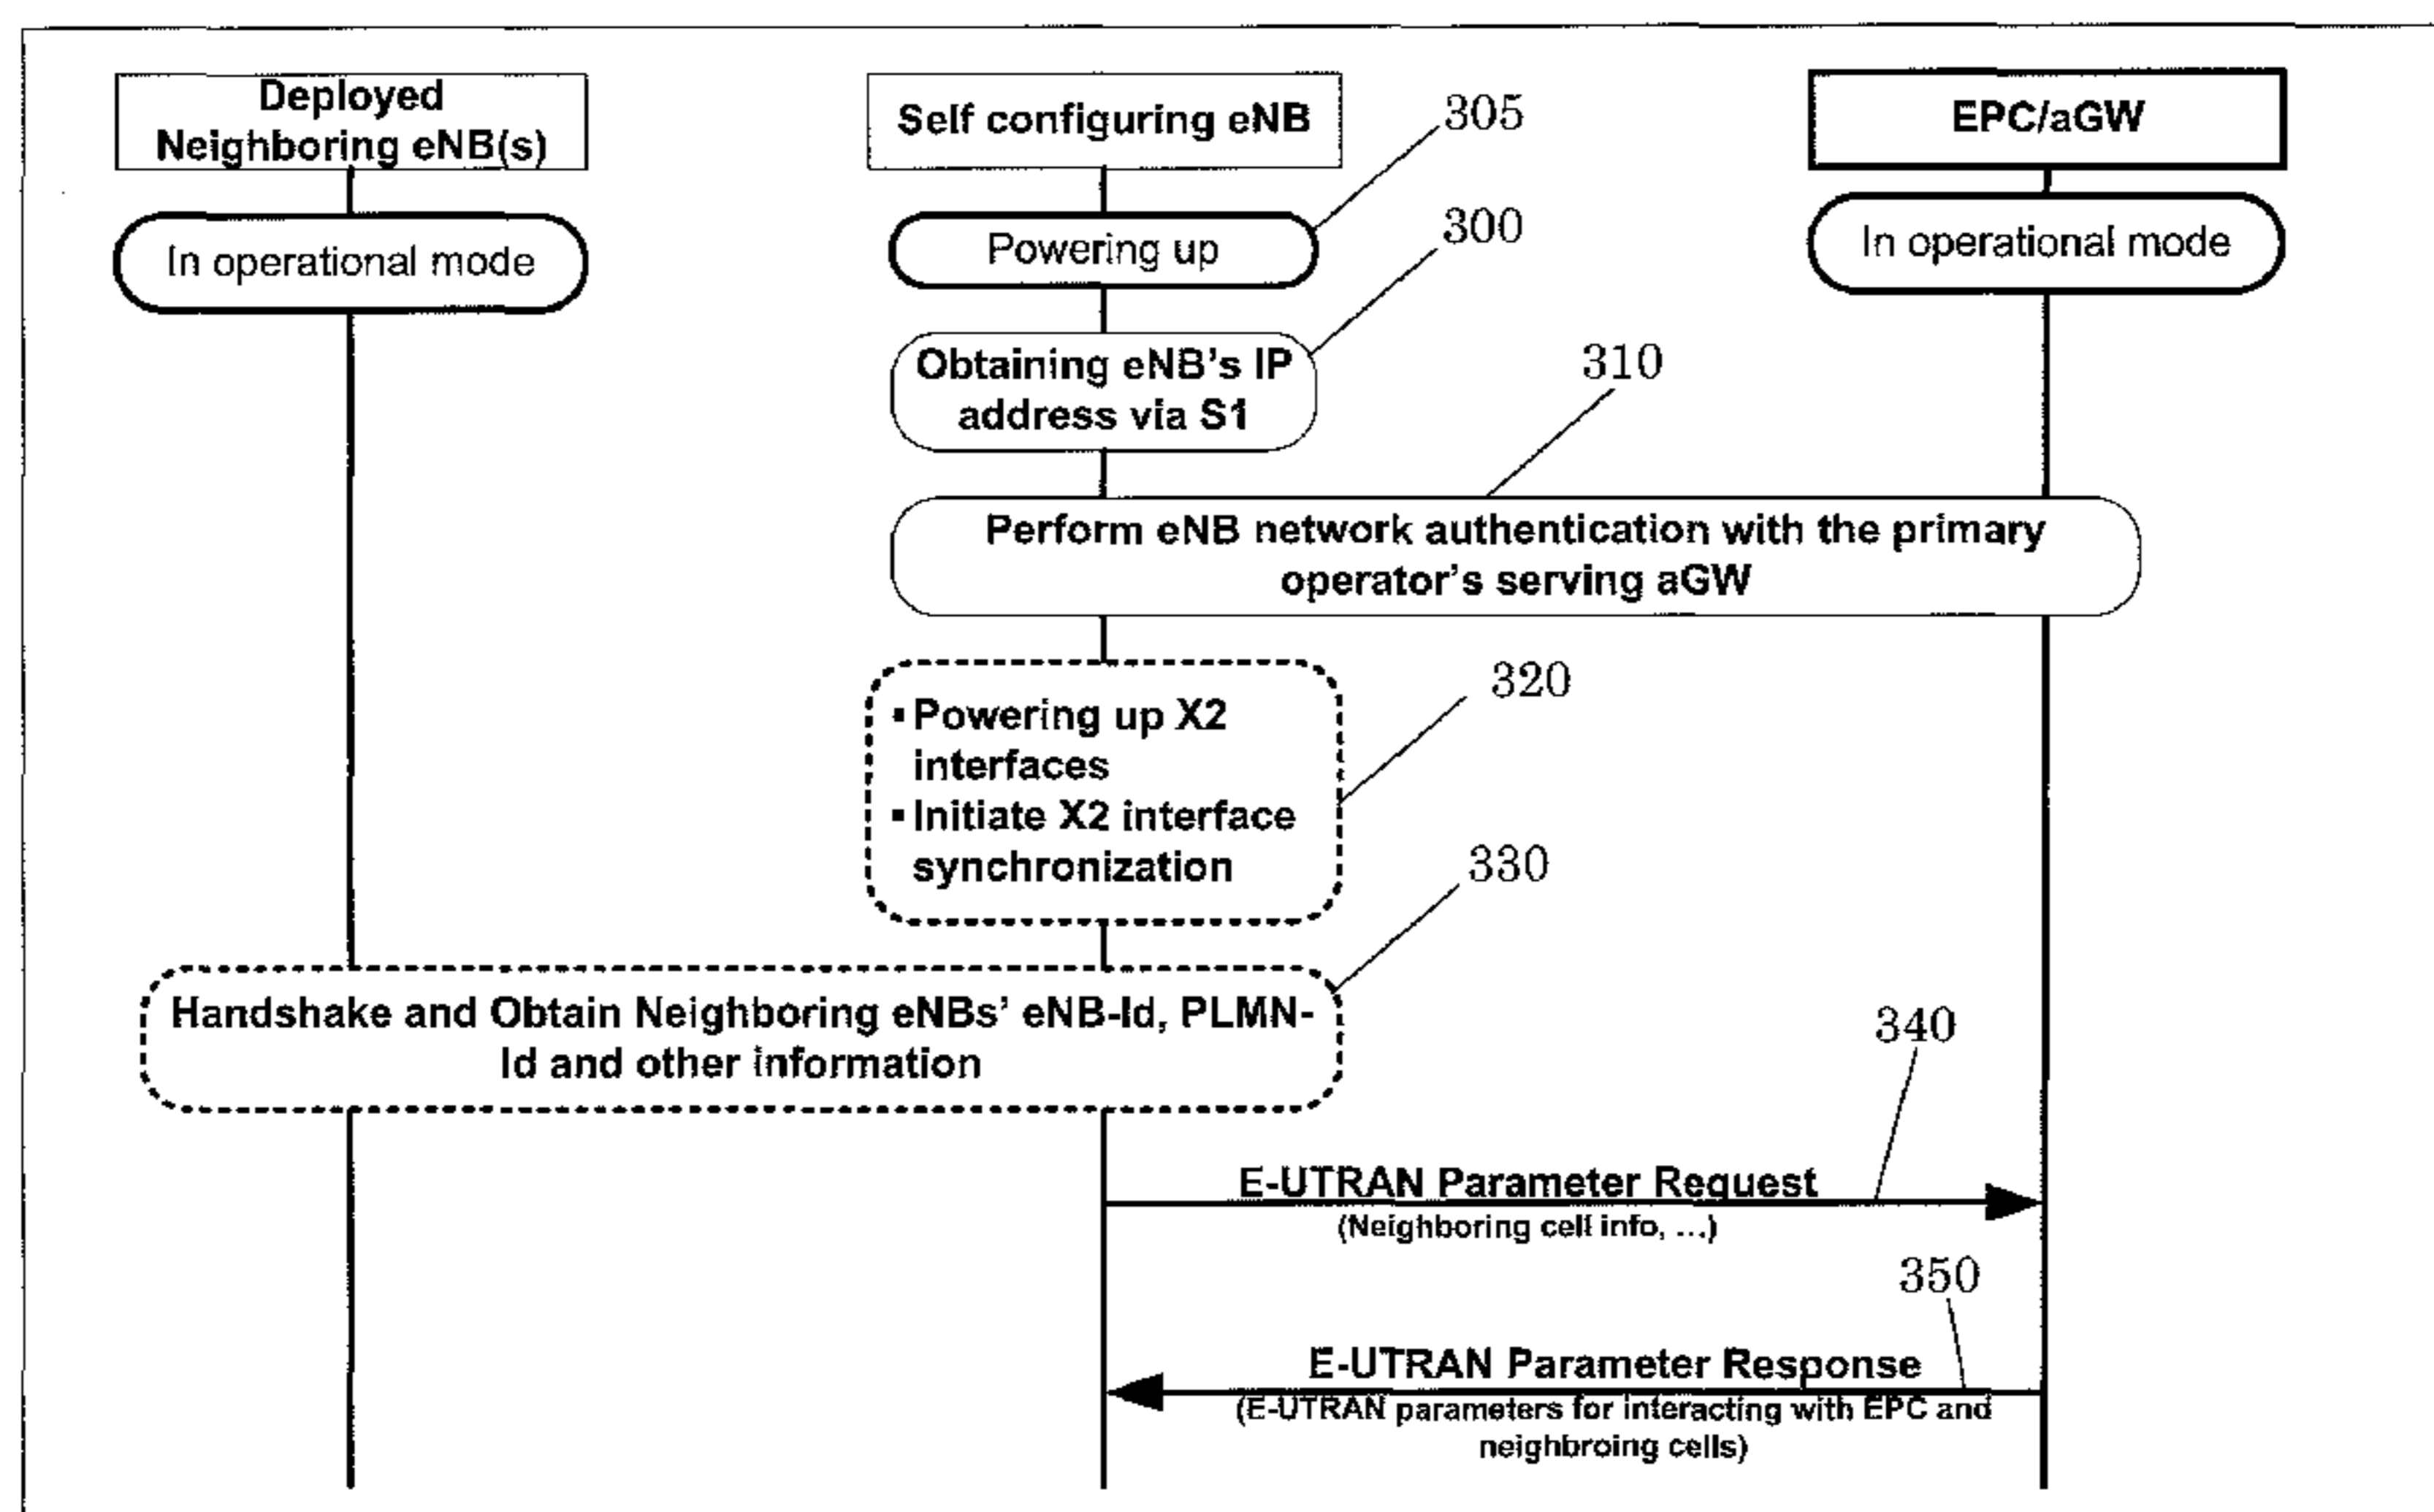 Deployed
Neighboring eNB(s)
Self configuring eNB
EPC/aGW
305
In operational mode
Powering up
In operational mode
300
Obtaining eNB's IP
address via S1
310
Perform eNB network authentication with the primary
operator's serving aGW
320
▪ Powering up X2
interfaces
▪ Initiate X2 interface
synchronization
330
Handshake and Obtain Neighboring eNBs' eNB-Id, PLMN-
Id and other information
340
E-UTRAN Parameter Request
(Neighboring cell info, ...)
350
E-UTRAN Parameter Response
(E-UTRAN parameters for interacting with EPC and
neighbroing cells)